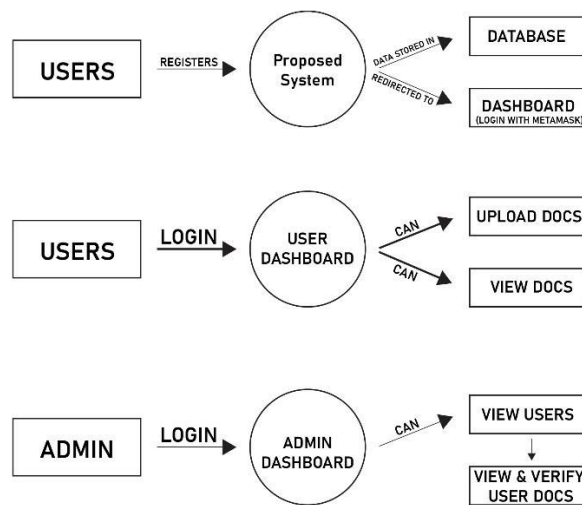 USERS
REGISTERS
Proposed
System
DATA STORED IN
REDIRECTED TO
DATABASE
DASHBOARD
(LOGIN WITH METAMASK)
USERS
LOGIN
USER
DASHBOARD
CAN
CAN
UPLOAD DOCS
VIEW DOCS
ADMIN
LOGIN
ADMIN
DASHBOARD
CAN
VIEW USERS
VIEW & VERIFY
USER DOCS